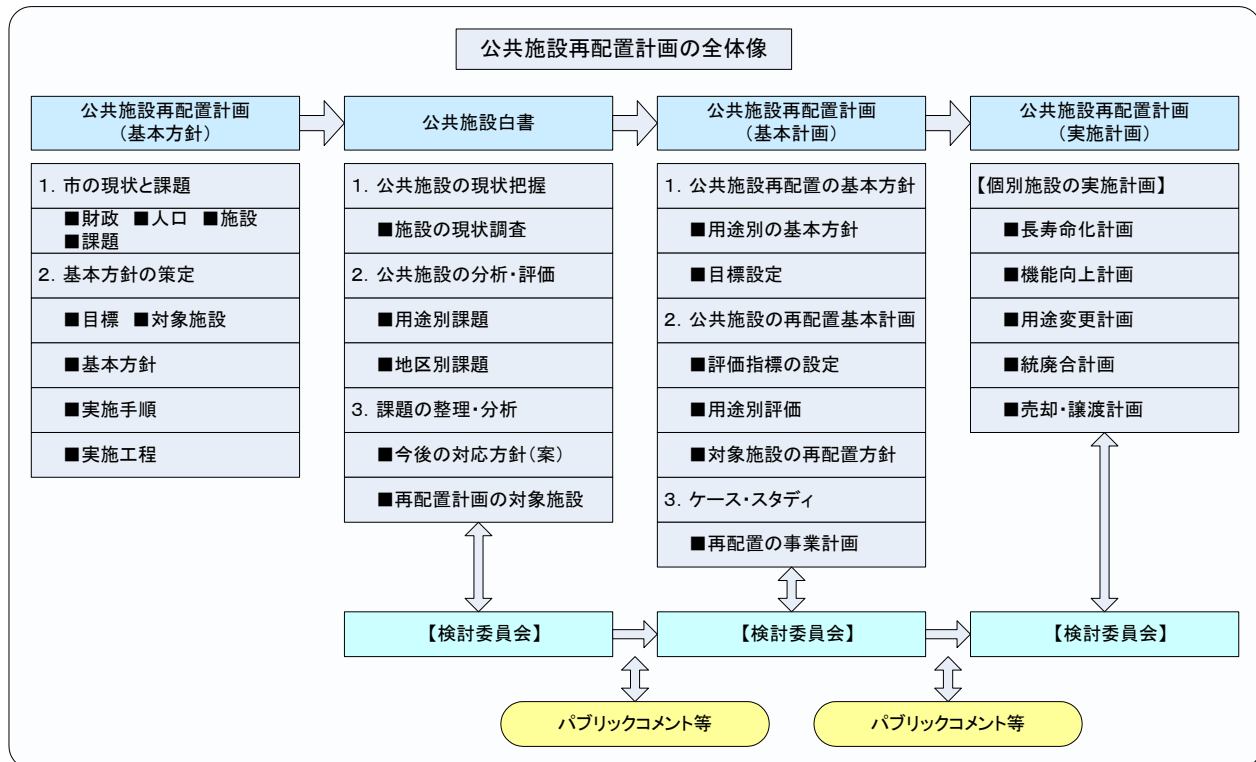 公共施設再配置計画の全体像
公共施設再配置計画
(基本方針)
1. 市の現状と課題
■財政 ■人口 ■施設
■課題
2. 基本方針の策定
■目標 ■対象施設
■基本方針
■実施手順
■実施工程
公共施設白書
1. 公共施設の現状把握
■施設の現状調査
2. 公共施設の分析・評価
■用途別課題
■地区別課題
3. 課題の整理・分析
■今後の対応方針(案)
■再配置計画の対象施設
公共施設再配置計画
(基本計画)
1. 公共施設再配置の基本方針
■用途別の基本方針
■目標設定
2. 公共施設の再配置基本計画
■評価指標の設定
■用途別評価
■対象施設の再配置方針
3. ケース・スタディ
■再配置の事業計画
公共施設再配置計画
(実施計画)
【個別施設の実施計画】
■長寿命化計画
■機能向上計画
■用途変更計画
■統廃合計画
■売却・譲渡計画
【検討委員会】
【検討委員会】
【検討委員会】
パブリックコメント等
パブリックコメント等